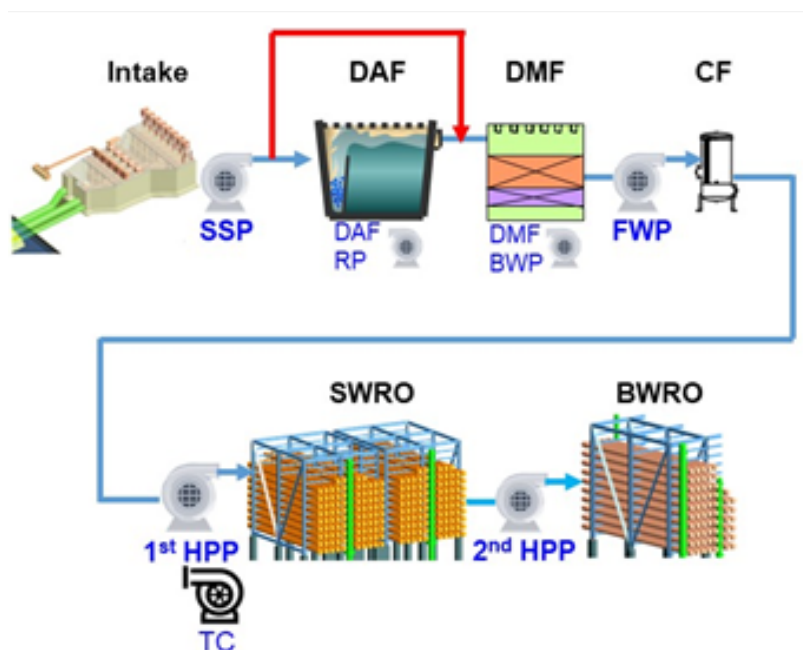 Intake
DAF
DMF
CF
SSP
DAF
RP
DMF
BWP
FWP
SWRO
BWRO
1st HPP
2nd HPP
TC